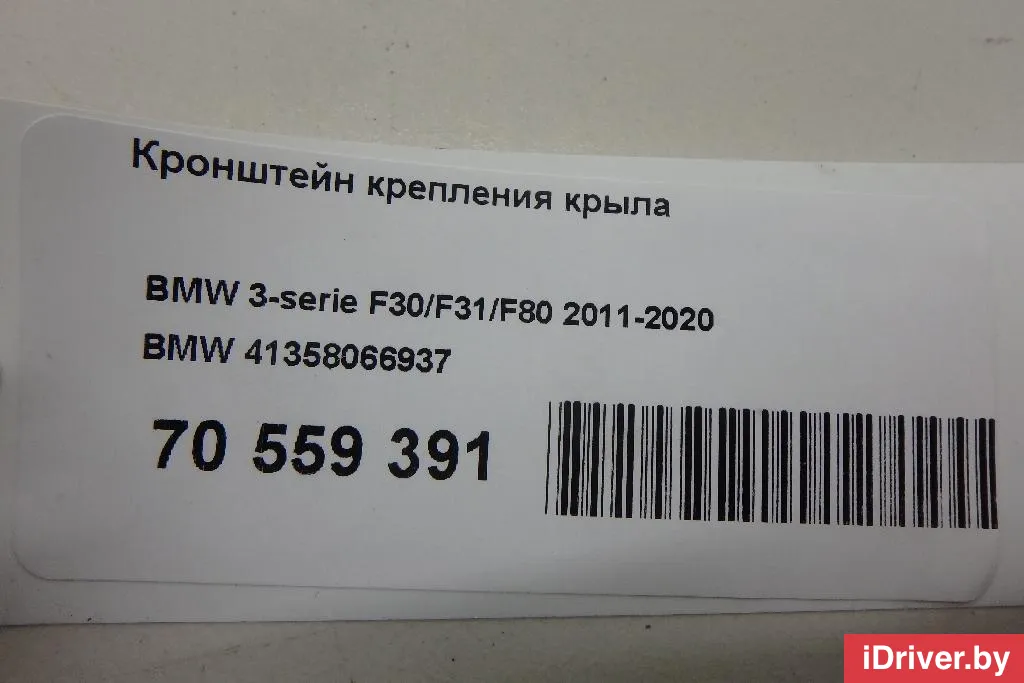 Кронштейн крепления крыла
BMW 3-serie F30/F31/F80 2011-2020
BMW 41358066937
70 559 391
iDriver.by